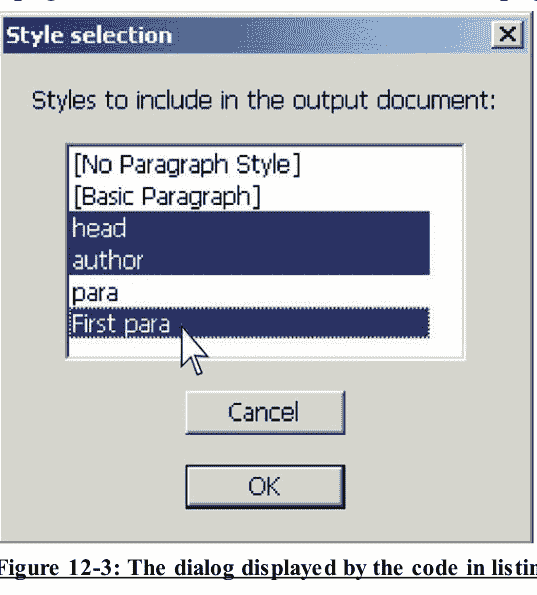 Style selection
Styles to include in the output document:
[No Paragraph Style]
[Basic Paragraph]
head
author
para
First para
Cancel
OK
Figure 12-3: The dialog displayed by the code in